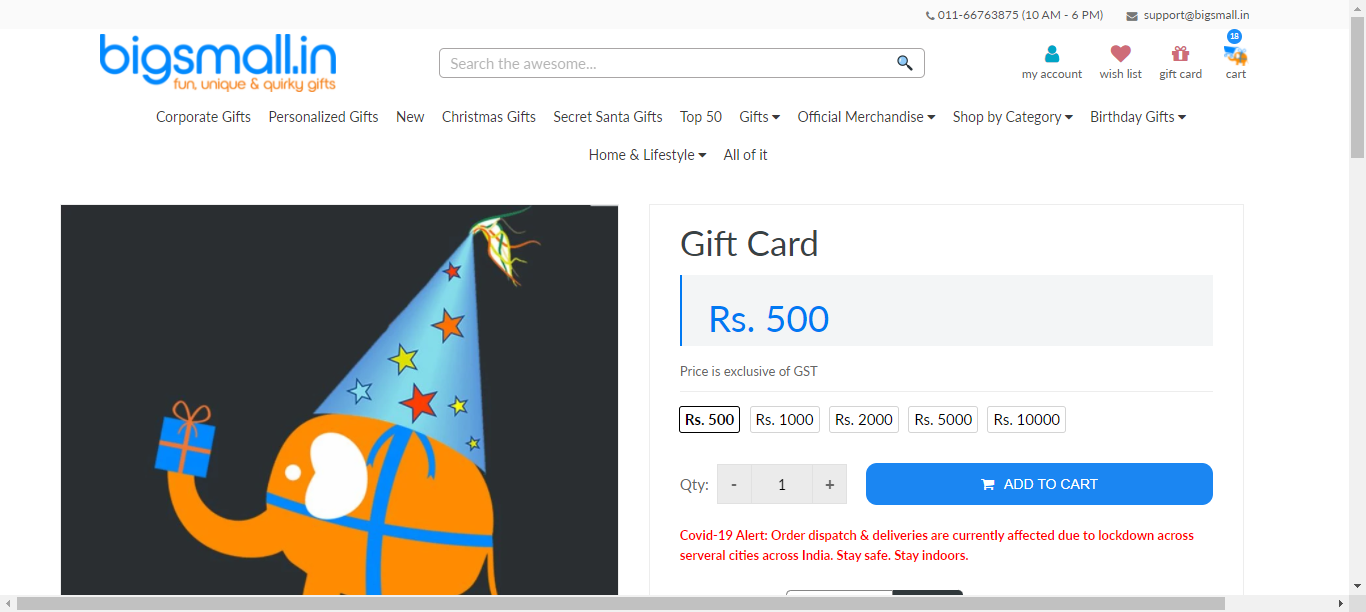 011-66763875 (10 AM - 6 PM) support@bigsmall.in
bigsmall.in
fun, unique & quirky gifts
Search the awesome...
my account
wish list
gift card
18
cart
Corporate Gifts Personalized Gifts New Christmas Gifts Secret Santa Gifts Top 50 Gifts Official Merchandise Shop by Category Birthday Gifts
Home & Lifestyle All of it
Gift Card
Rs. 500
Price is exclusive of GST
Rs. 500 Rs. 1000 Rs. 2000 Rs. 5000 Rs. 10000
Qty: - 1 + ADD TO CART
Covid-19 Alert: Order dispatch & deliveries are currently affected due to lockdown across
serveral cities across India. Stay safe. Stay indoors.